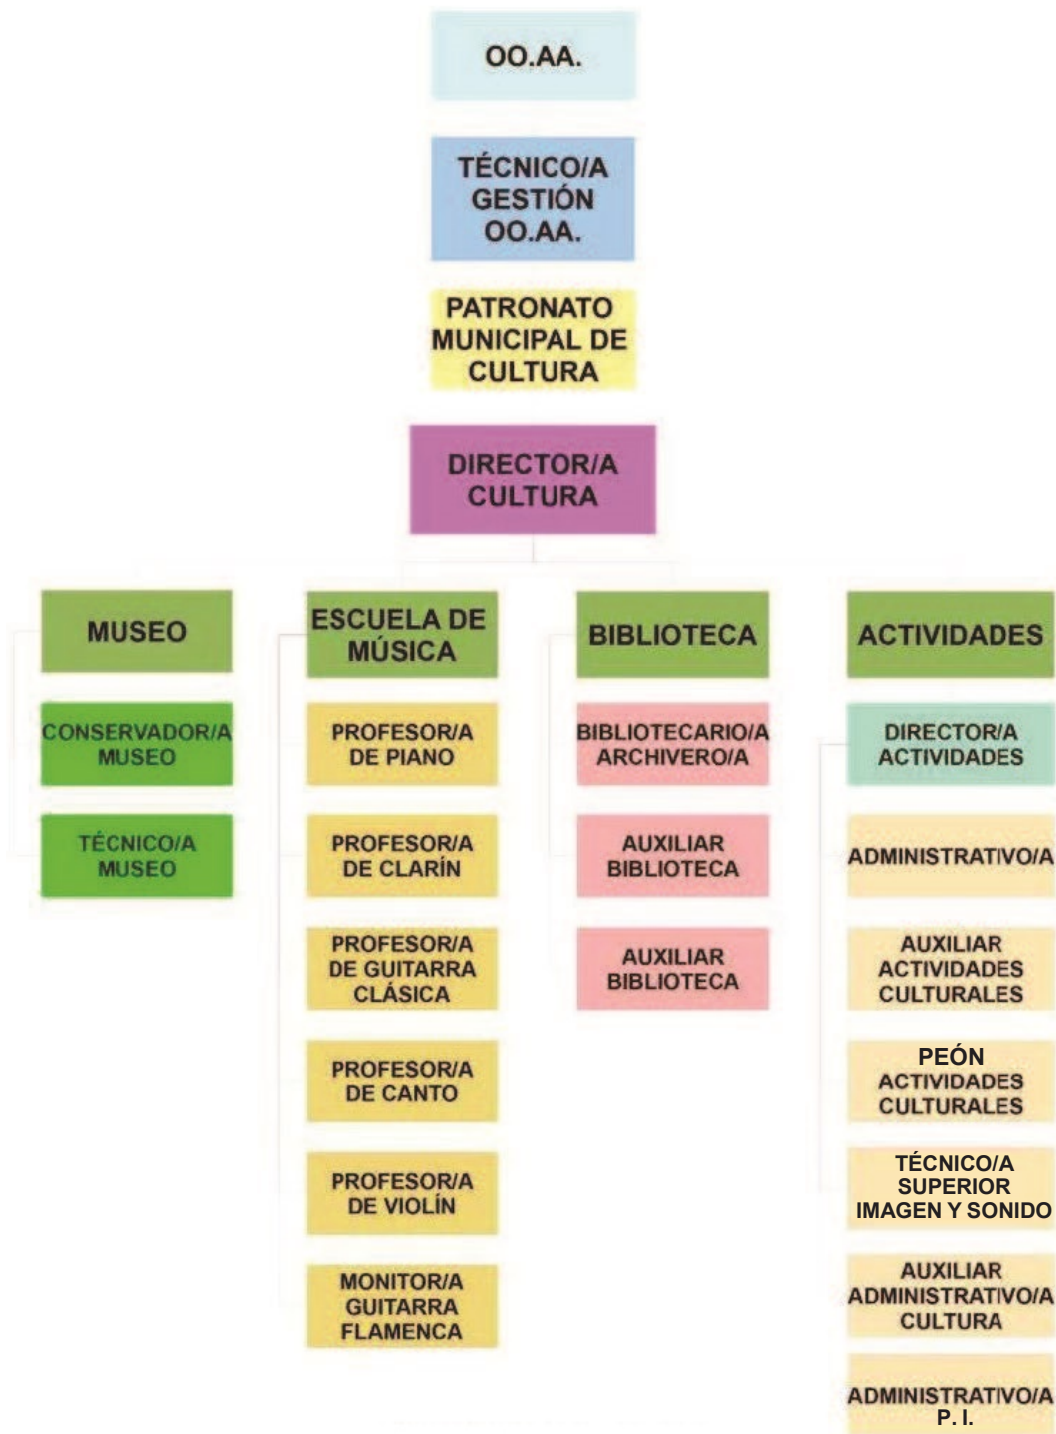 OO.AA.
TÉCNICO/A
GESTIÓN
OO.AA.
PATRONATO
MUNICIPAL DE
CULTURA
DIRECTOR/A
CULTURA
MUSEO
CONSERVADOR/A
MUSEO
TÉCNICO/A
MUSEO
ESCUELA DE
MÚSICA
PROFESOR/A
DE PIANO
PROFESOR/A
DE CLARÍN
PROFESOR/A
DE GUITARRA
CLÁSICA
PROFESOR/A
DE CANTO
PROFESOR/A
DE VIOLÍN
MONITOR/A
GUITARRA
FLAMENCA
BIBLIOTECA
BIBLIOTECARIO/A
ARCHIVERO/A
AUXILIAR
BIBLIOTECA
AUXILIAR
BIBLIOTECA
ACTIVIDADES
DIRECTOR/A
ACTIVIDADES
ADMINISTRATIVO/A
AUXILIAR
ACTIVIDADES
CULTURALES
PEÓN
ACTIVIDADES
CULTURALES
TÉCNICO/A
SUPERIOR
IMAGEN Y SONIDO
AUXILIAR
ADMINISTRATIVO/A
CULTURA
ADMINISTRATIVO/A
P. I.